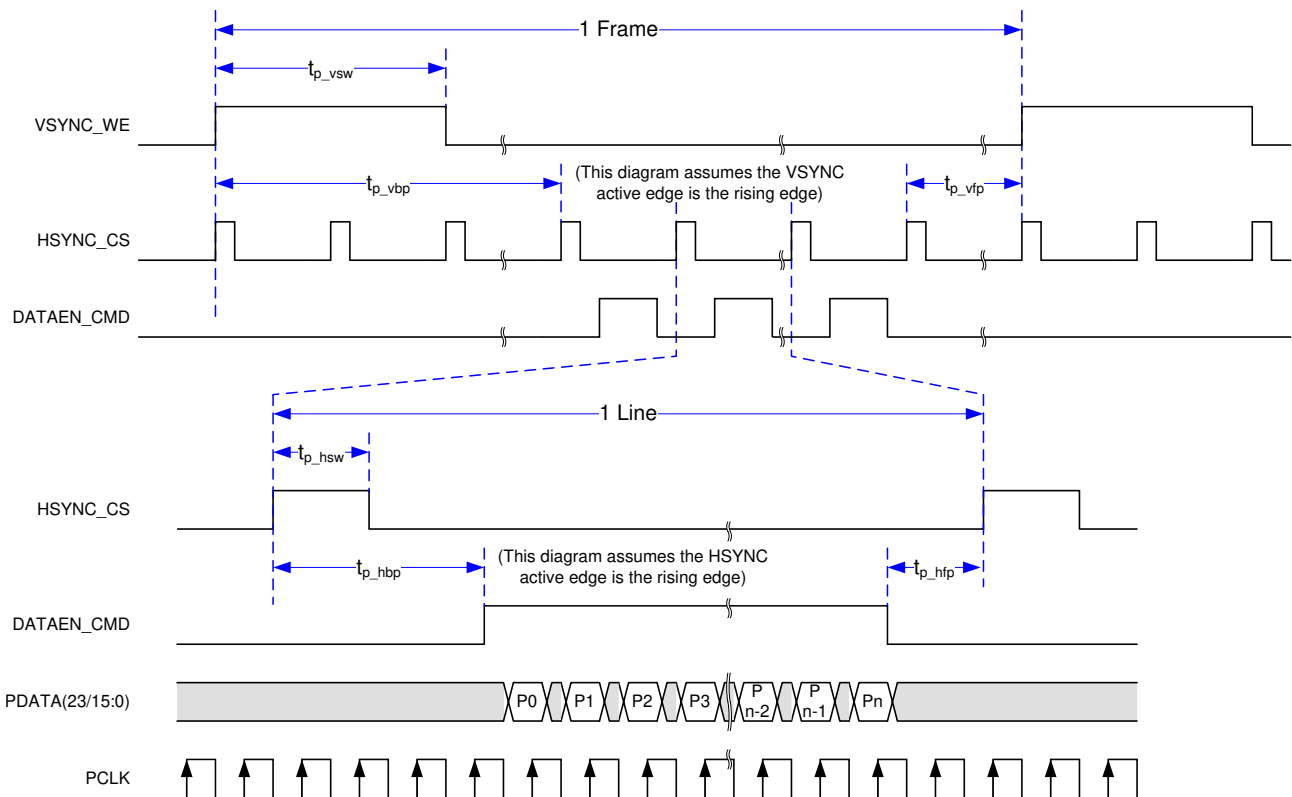 1 Frame
tp_vsw
VSYNC_WE
tp_vbp
(This diagram assumes the VSYNC
active edge is the rising edge)
tp_vfp
HSYNC_CS
DATAEN_CMD
1 Line
tp_hsw
HSYNC_CS
tp_hbp
(This diagram assumes the HSYNC
active edge is the rising edge)
tp_hfp
DATAEN_CMD
PDATA(23/15:0)
P0
P1
P2
P3
P
n-2
P
n-1
Pn
PCLK